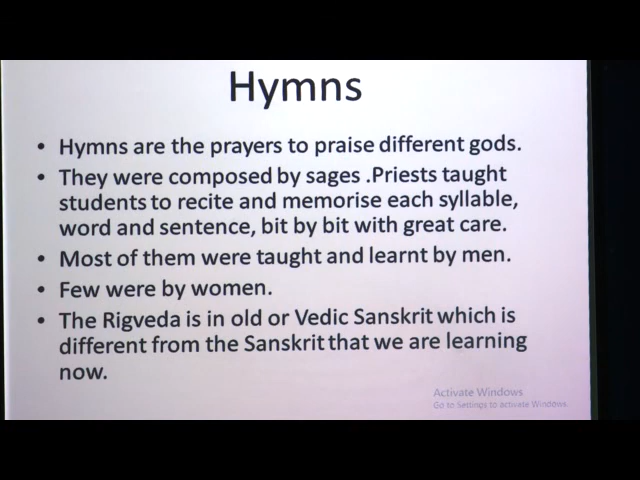 Hymns
• Hymns are the prayers to praise different gods.
• They were composed by sages .Priests taught
students to recite and memorise each syllable,
word and sentence, bit by bit with great care.
• Most of them were taught and learnt by men.
• Few were by women.
• The Rigveda is in old or Vedic Sanskrit which is
different from the Sanskrit that we are learning
now.
Activate Windows
Go to Settings to activate Windows.